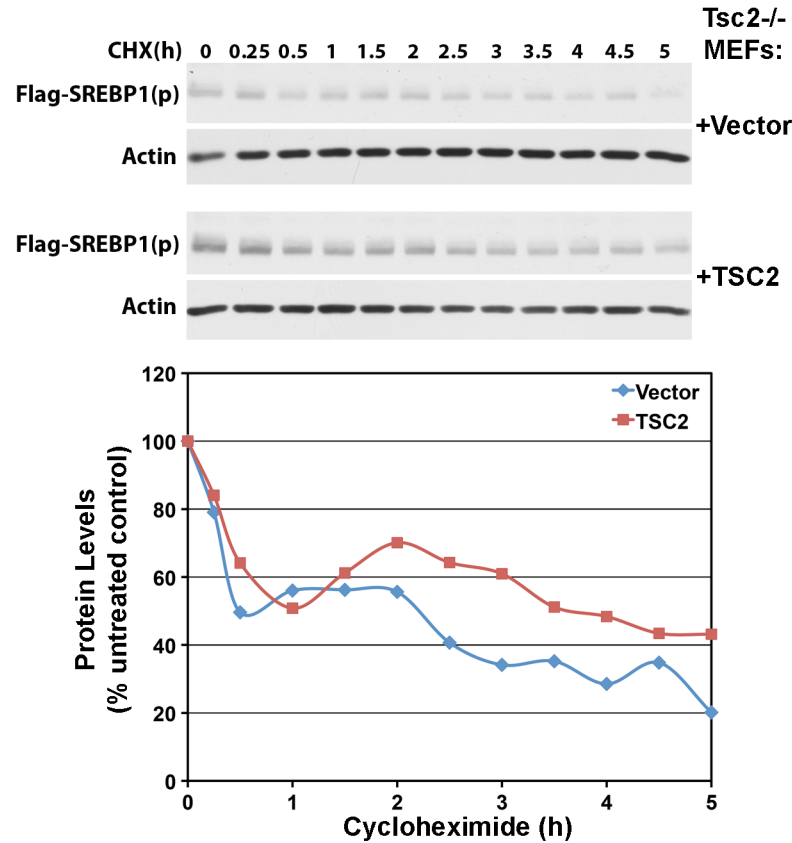 Tsc2-/-
MEFs:
CHX(h) 0 0.25 0.5 1 1.5 2 2.5 3 3.5 4 4.5 5
Flag-SREBP1(p)
+Vector
Actin
Flag-SREBP1(p)
+TSC2
Actin
120
100
80
60
40
20
0
Protein Levels
(% untreated control)
Vector
TSC2
0 1 2 3 4 5
Cycloheximide (h)